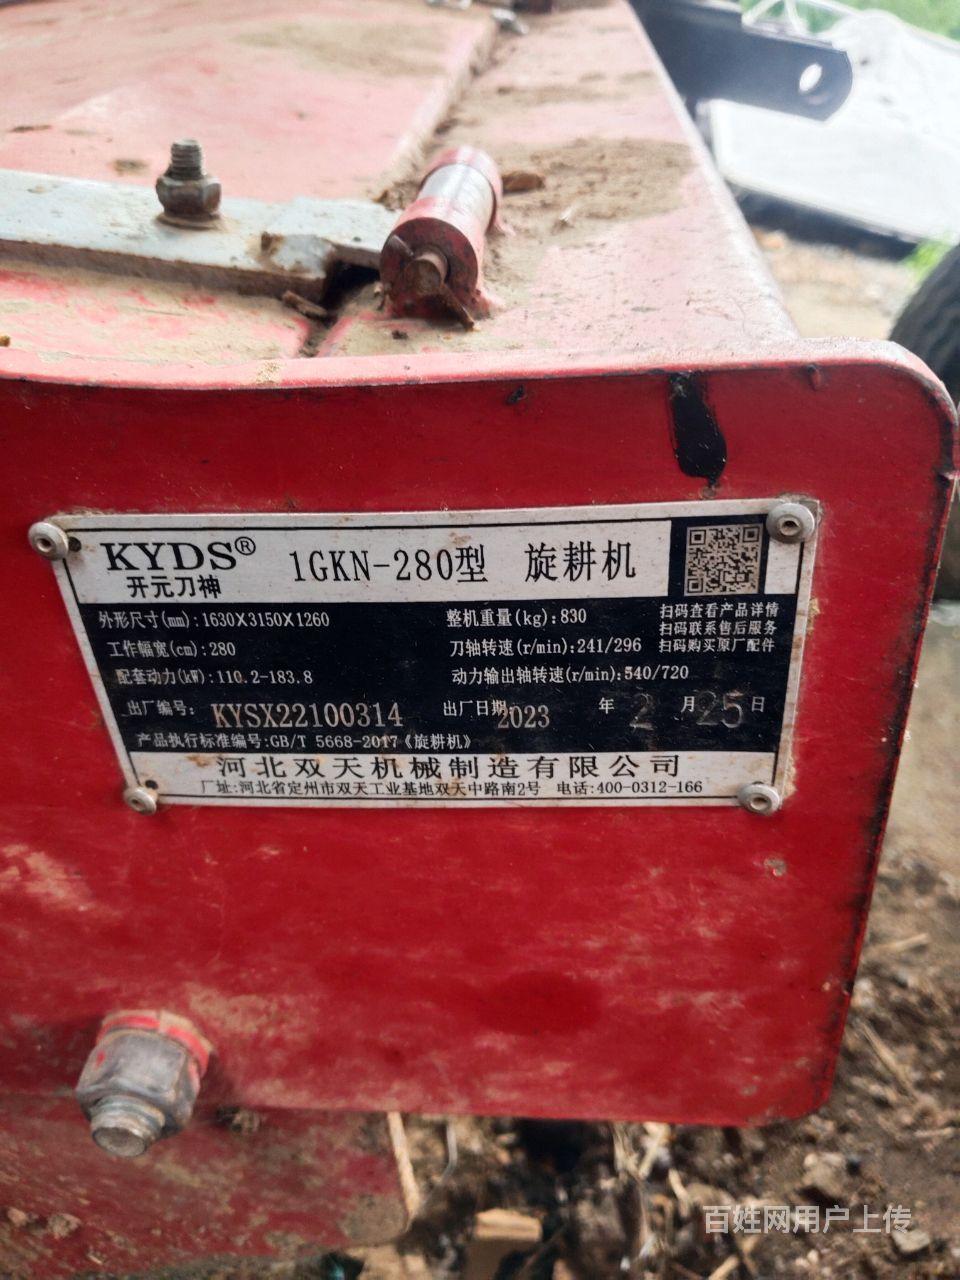 KYDS®
开元刀神
1GKN-280型 旋耕机
外形尺寸(mm):1630X3150X1260
整机重量(kg):830
工作幅宽(cm):280
刀轴转速(r/min):241/296
配套动力(kW):110.2-183.8
动力输出轴转速(r/min):540/720
扫码查看产品详情
扫码联系售后服务
扫码购买原厂配件
出厂编号: KYSX22100314 出厂日期: 2023 年 2 月 25 日
产品执行标准编号:GB/T 5668-2017《旋耕机》
河北双天机械制造有限公司
厂址:河北省定州市双天工业基地双天中路南2号 电话:400-0312-166
百姓网用户上传